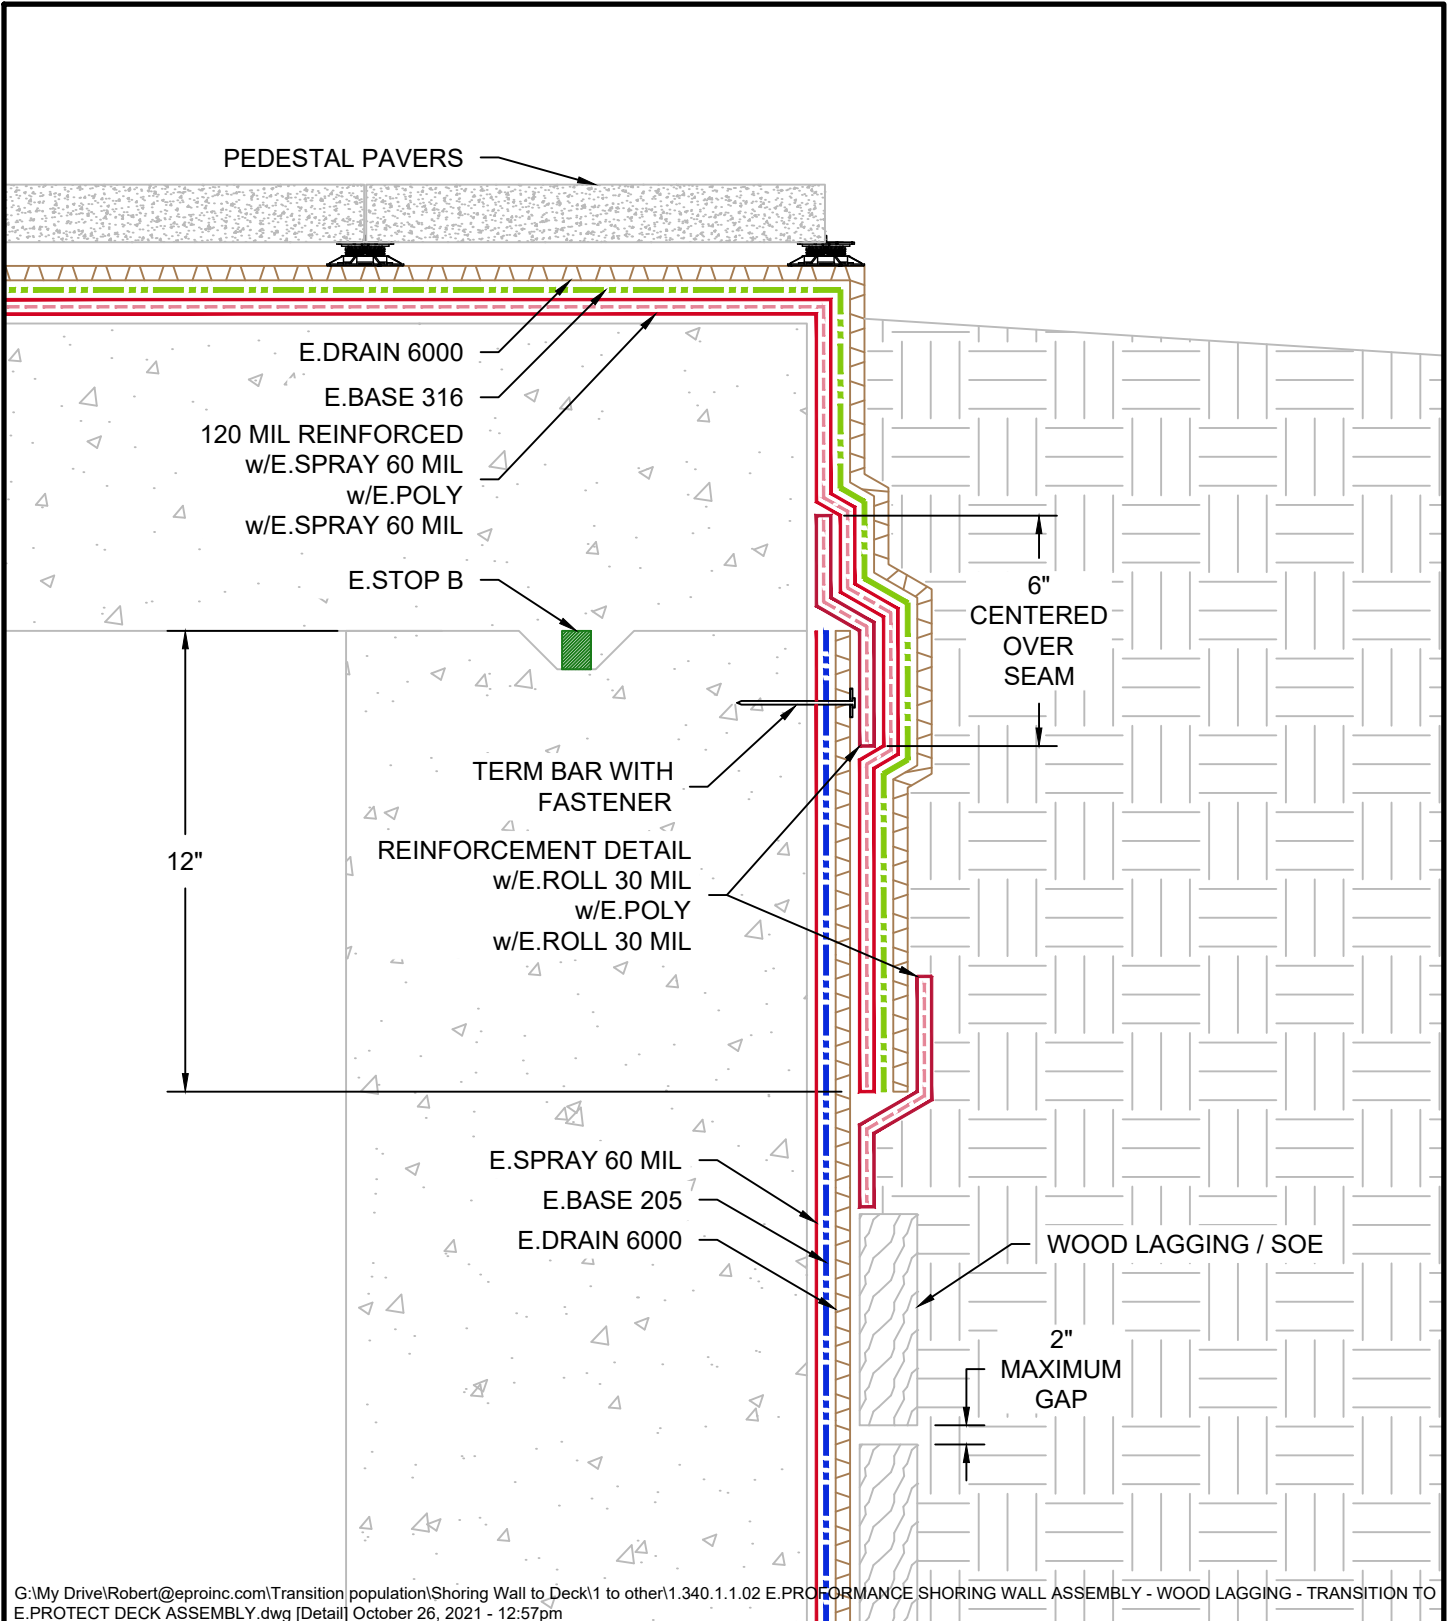 PEDESTAL PAVERS
E.DRAIN 6000
E.BASE 316
120 MIL REINFORCED
w/E.SPRAY 60 MIL
w/E.POLY
w/E.SPRAY 60 MIL
E.STOP B
6"
CENTERED
OVER
SEAM
TERM BAR WITH
FASTENER
12"
REINFORCEMENT DETAIL
w/E.ROLL 30 MIL
w/E.POLY
w/E.ROLL 30 MIL
E.SPRAY 60 MIL
E.BASE 205
E.DRAIN 6000
WOOD LAGGING / SOE
2"
MAXIMUM
GAP
G:\My Drive\Robert@eproinc.com\Transition population\Shoring Wall to Deck\1 to other\1.340.1.1.02 E.PROFORMANCE SHORING WALL ASSEMBLY - WOOD LAGGING - TRANSITION TO
E.PROTECT DECK ASSEMBLY.dwg [Detail] October 26, 2021 - 12:57pm